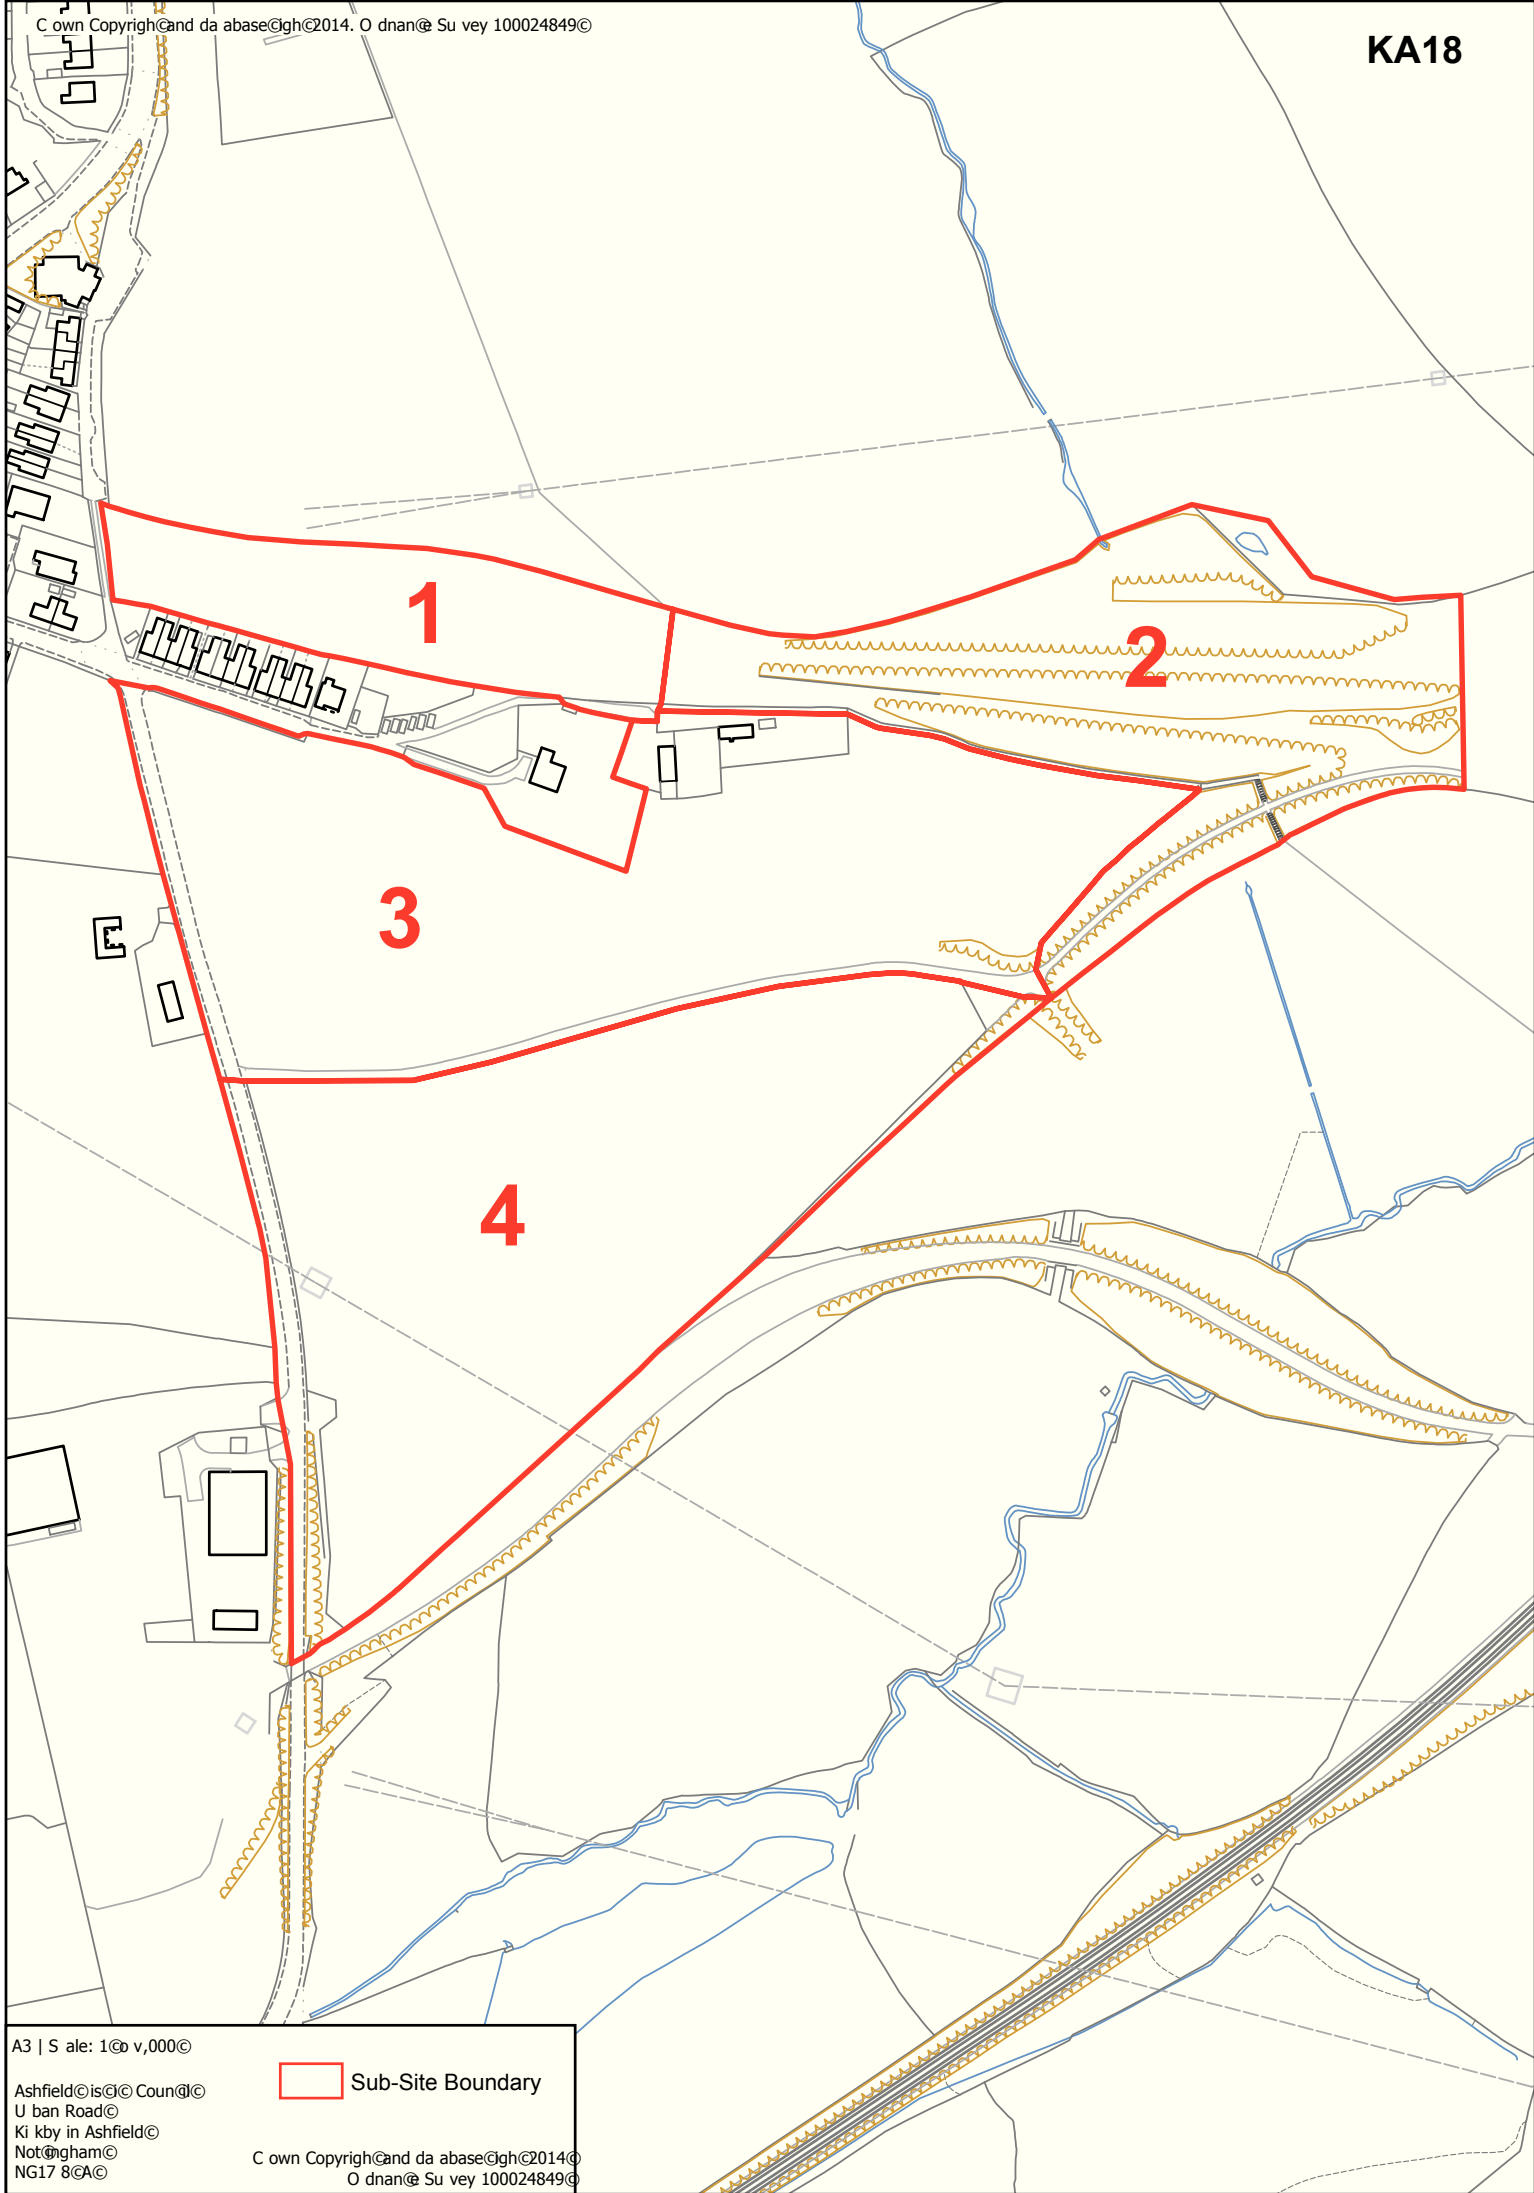 C own Copyrigh©and da abase©igh©2014. O dnan©e Su vey 100024849©
KA18
1
2
3
4
A3 | S ale: 1©o v,000©
Sub-Site Boundary
Ashfield©is©i© Coun©il©
U ban Road©
Ki kby in Ashfield©
Not©ngham©
NG17 8©A©
C own Copyrigh©and da abase©igh©2014©
O dnan©e Su vey 100024849©